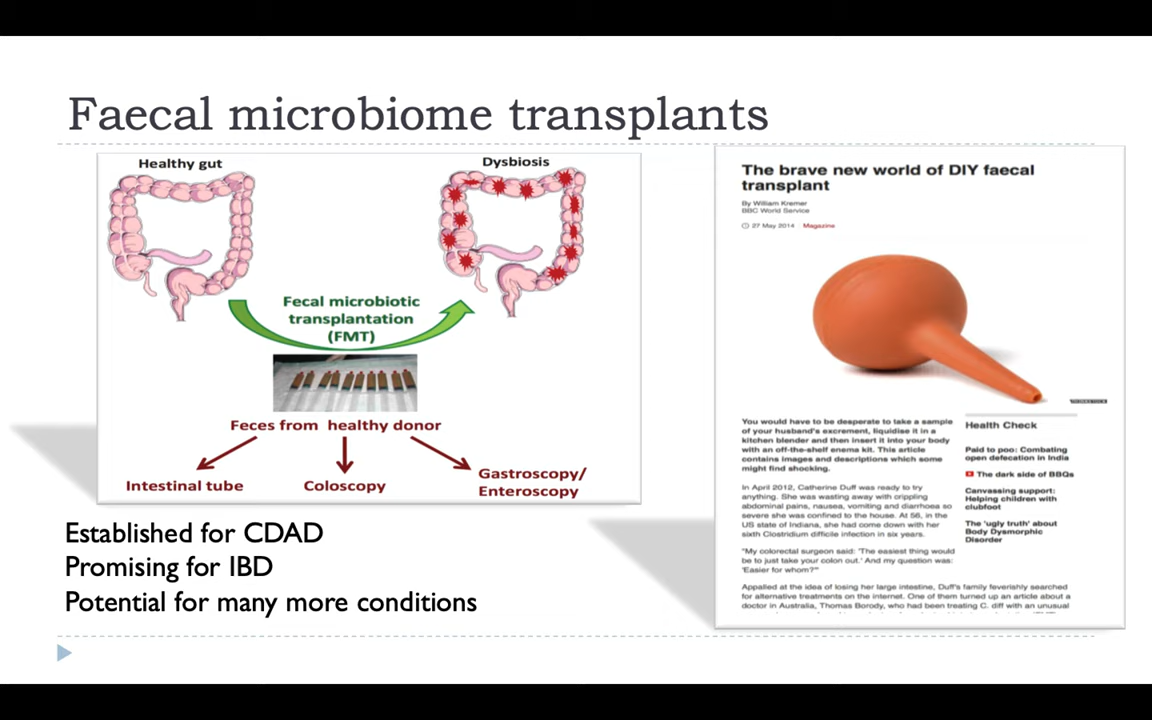 Faecal microbiome transplants
Healthy gut
Dysbiosis
Fecal microbiotic
transplantation
(FMT)
Feces from healthy donor
Intestinal tube
Coloscopy
Gastroscopy/
Enteroscopy
Established for CDAD
Promising for IBD
Potential for many more conditions
The brave new world of DIY faecal
transplant
By William Kremer
BBC World Service
27 May 2014
Magazine
THINKSTOCK
You would have to be desperate to take a sample
of your husband's excrement, liquidise it in a
kitchen blender and then insert it into your body
with an off-the-shelf enema kit. This article
contains images and descriptions which some
might find shocking.
In April 2012, Catherine Duff was ready to try
anything. She was wasting away with crippling
abdominal pains, nausea, vomiting and diarrhoea so
severe she was confined to the house. At 56, in the
US state of Indiana, she had come down with her
sixth Clostridium difficile infection in six years.
"My colorectal surgeon said: 'The easiest thing would
be to just take your colon out.' And my question was:
'Easier for whom?'"
Appalled at the idea of losing her large intestine, Duff's family feverishly searched
for alternative treatments on the internet. One of them turned up an article about a
doctor in Australia, Thomas Borody, who had been treating C. diff with an unusual
Health Check
Paid to poo: Combating
open defecation in India
The dark side of BBQs
Canvassing support:
Helping children with
clubfoot
The 'ugly truth' about
Body Dysmorphic
Disorder